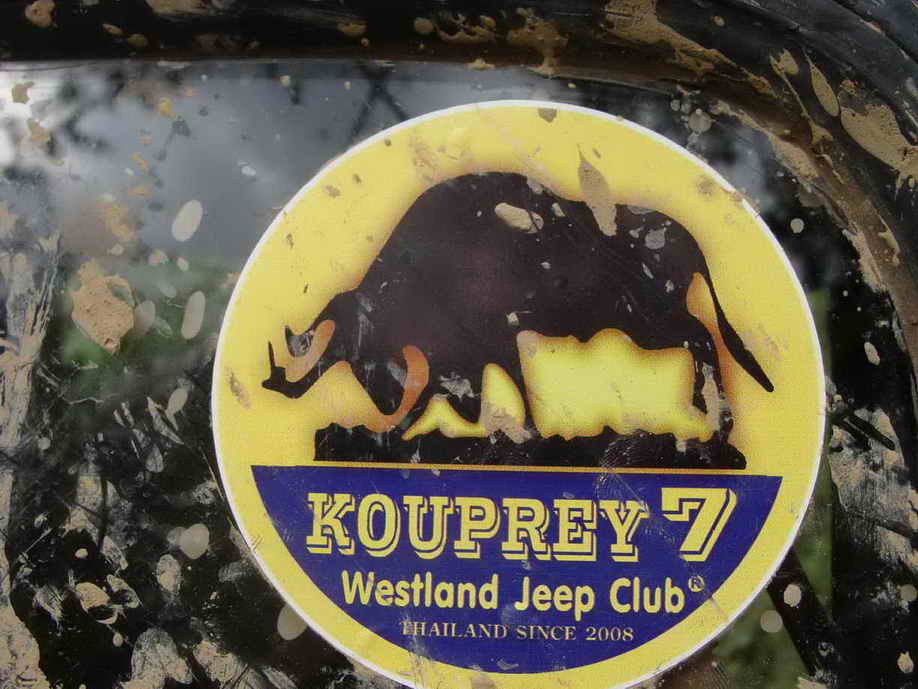 KOUPREY 7
Westland Jeep Club®
THAILAND SINCE 2008